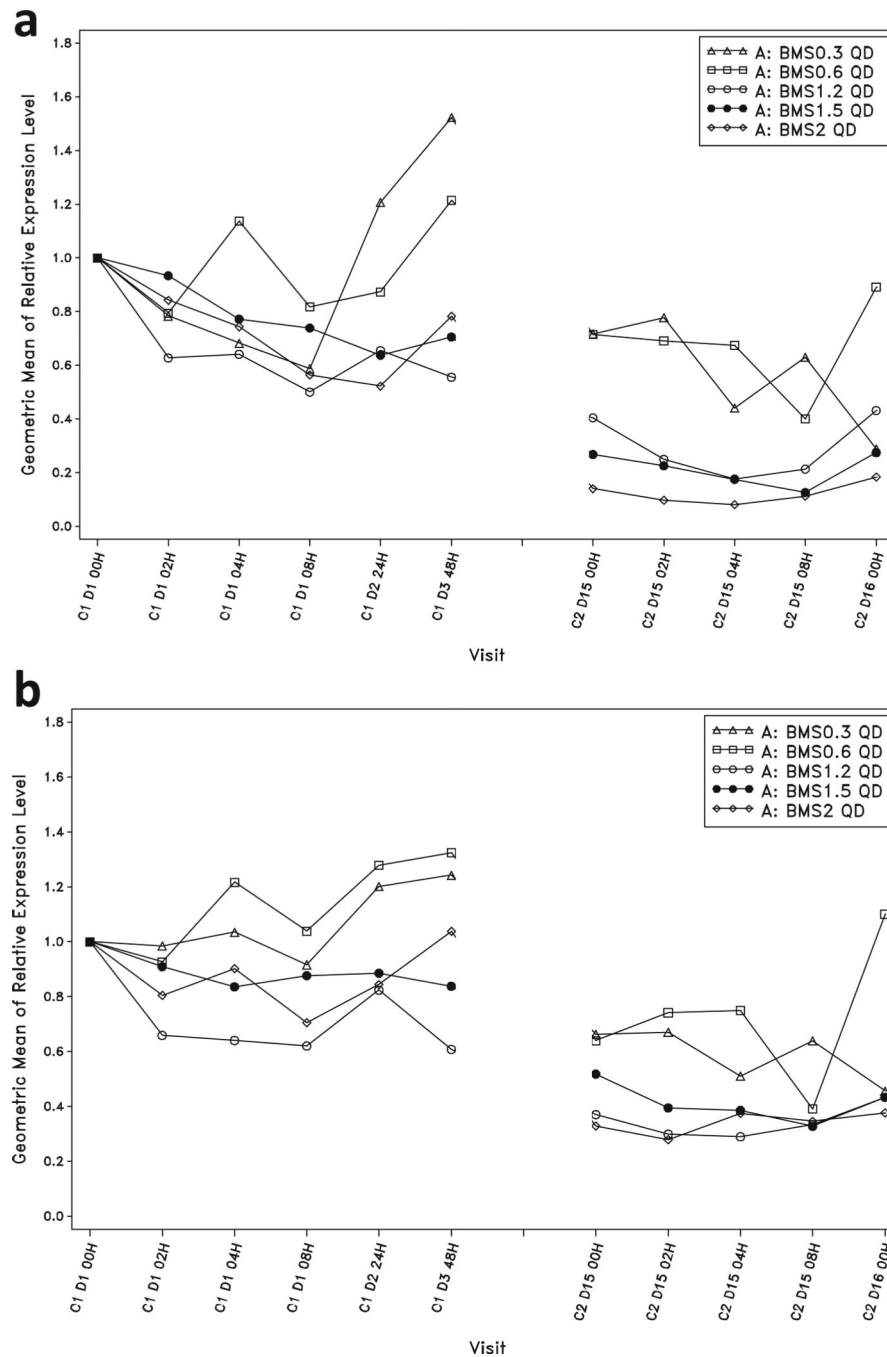 a
Geometric Mean of Relative Expression Level
1.8
1.6
1.4
1.2
1.0
0.8
0.6
0.4
0.2
0.0
A: BMS0.3 QD
A: BMS0.6 QD
A: BMS1.2 QD
A: BMS1.5 QD
A: BMS2 QD
C1 D1 00H
C1 D1 02H
C1 D1 04H
C1 D1 08H
C1 D2 24H
C1 D3 48H
C2 D15 00H
C2 D15 02H
C2 D15 04H
C2 D15 08H
C2 D16 00H
Visit
b
Geometric Mean of Relative Expression Level
1.8
1.6
1.4
1.2
1.0
0.8
0.6
0.4
0.2
0.0
A: BMS0.3 QD
A: BMS0.6 QD
A: BMS1.2 QD
A: BMS1.5 QD
A: BMS2 QD
C1 D1 00H
C1 D1 02H
C1 D1 04H
C1 D1 08H
C1 D2 24H
C1 D3 48H
C2 D15 00H
C2 D15 02H
C2 D15 04H
C2 D15 08H
C2 D16 00H
Visit